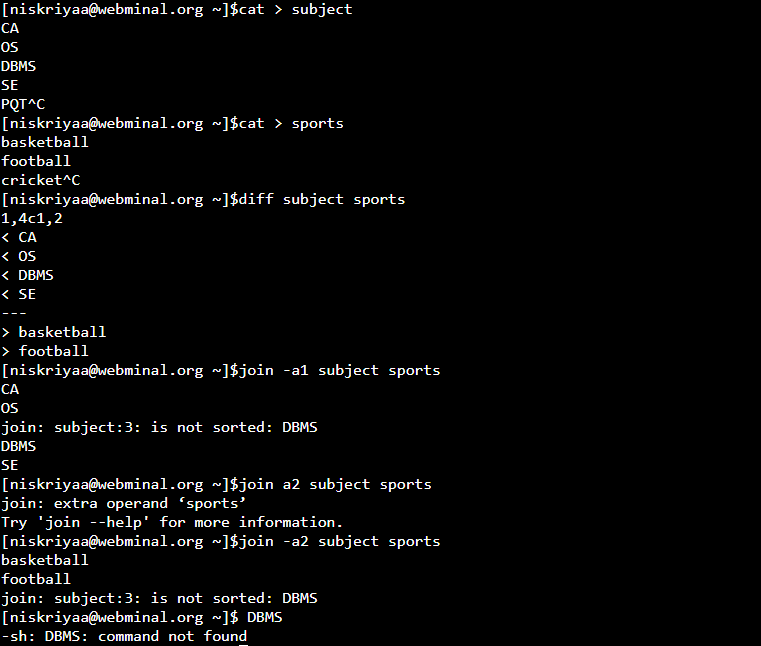 [niskriyaa@webminal.org ~]$cat > subject
CA
OS
DBMS
SE
PQT^C
[niskriyaa@webminal.org ~]$cat > sports
basketball
football
cricket^C
[niskriyaa@webminal.org ~]$diff subject sports
1,4c1,2
< CA
< OS
< DBMS
< SE
---
> basketball
> football
[niskriyaa@webminal.org ~]$join -a1 subject sports
CA
OS
join: subject:3: is not sorted: DBMS
DBMS
SE
[niskriyaa@webminal.org ~]$join a2 subject sports
join: extra operand ‘sports’
Try 'join --help' for more information.
[niskriyaa@webminal.org ~]$join -a2 subject sports
basketball
football
join: subject:3: is not sorted: DBMS
[niskriyaa@webminal.org ~]$ DBMS
-sh: DBMS: command not found